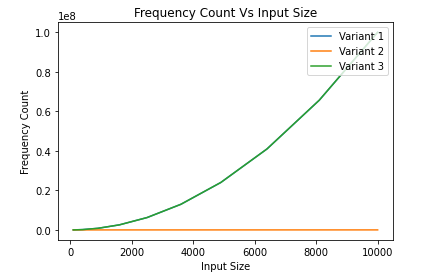 Frequency Count Vs Input Size
1e8
Variant 1
Variant 2
Variant 3
1.0
0.8
0.6
0.4
0.2
0.0
Frequency Count
0 2000 4000 6000 8000 10000
Input Size